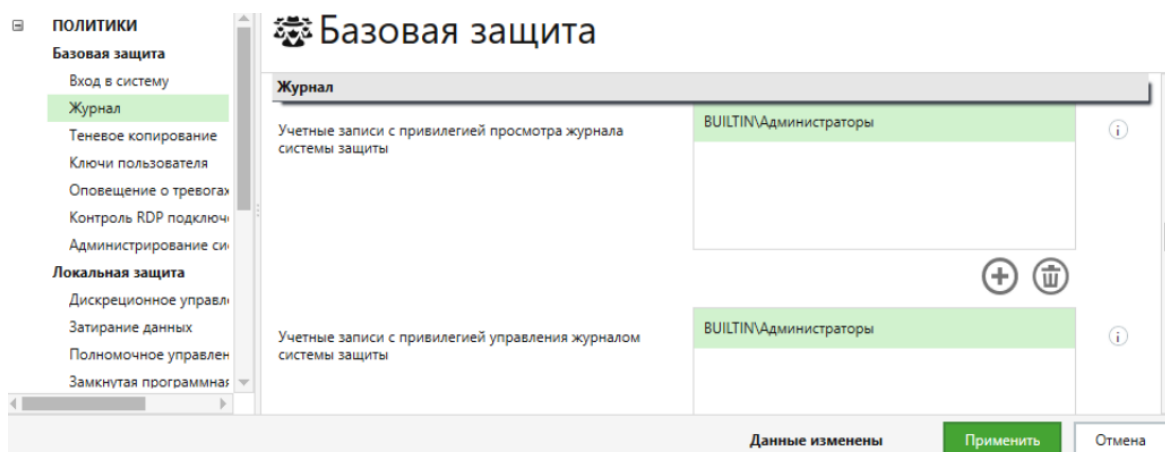 ПОЛИТИКИ
Базовая защита
Вход в систему
Журнал
Теневое копирование
Ключи пользователя
Оповещение о тревогах
Контроль RDP подключ
Администрирование си
Локальная защита
Дискреционное управл
Затирание данных
Полномочное управлен
Замкнутая программная
Базовая защита
Журнал
Учетные записи с привилегией просмотра журнала
системы защиты
BUILTIN\Администраторы
Учетные записи с привилегией управления журналом
системы защиты
BUILTIN\Администраторы
Данные изменены
Применить
Отмена